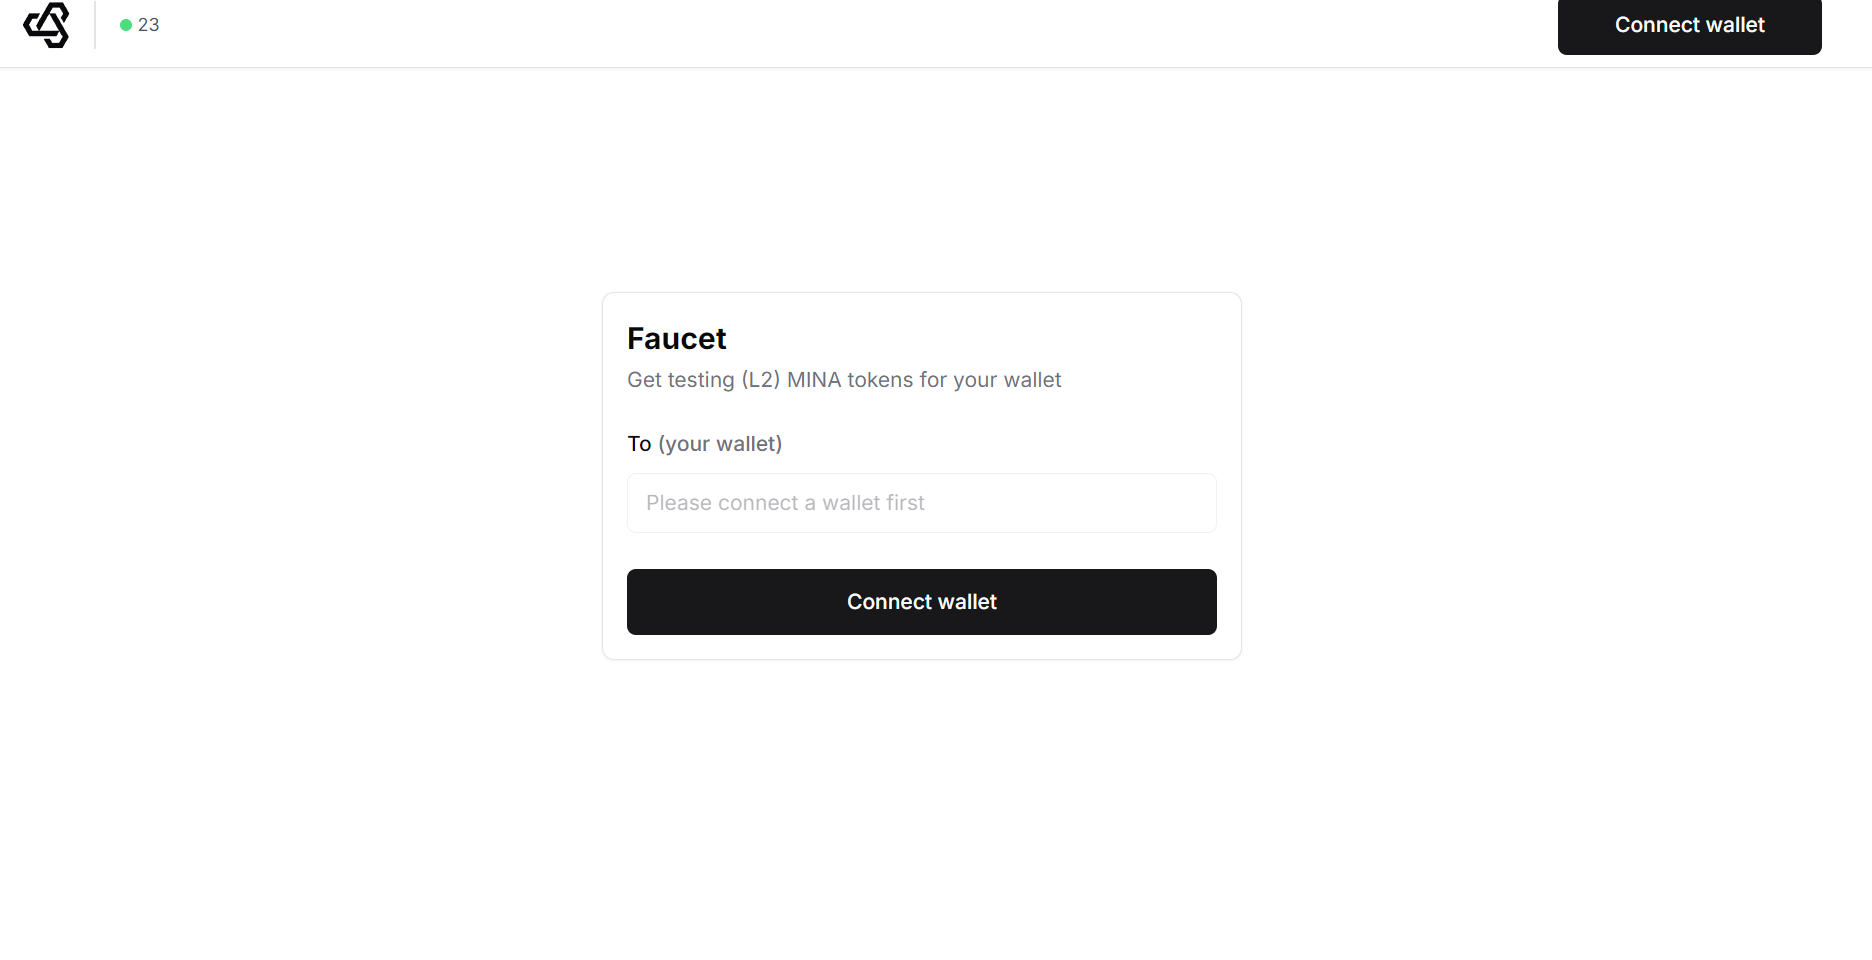 23
Connect wallet
Faucet
Get testing (L2) MINA tokens for your wallet
To (your wallet)
Please connect a wallet first
Connect wallet